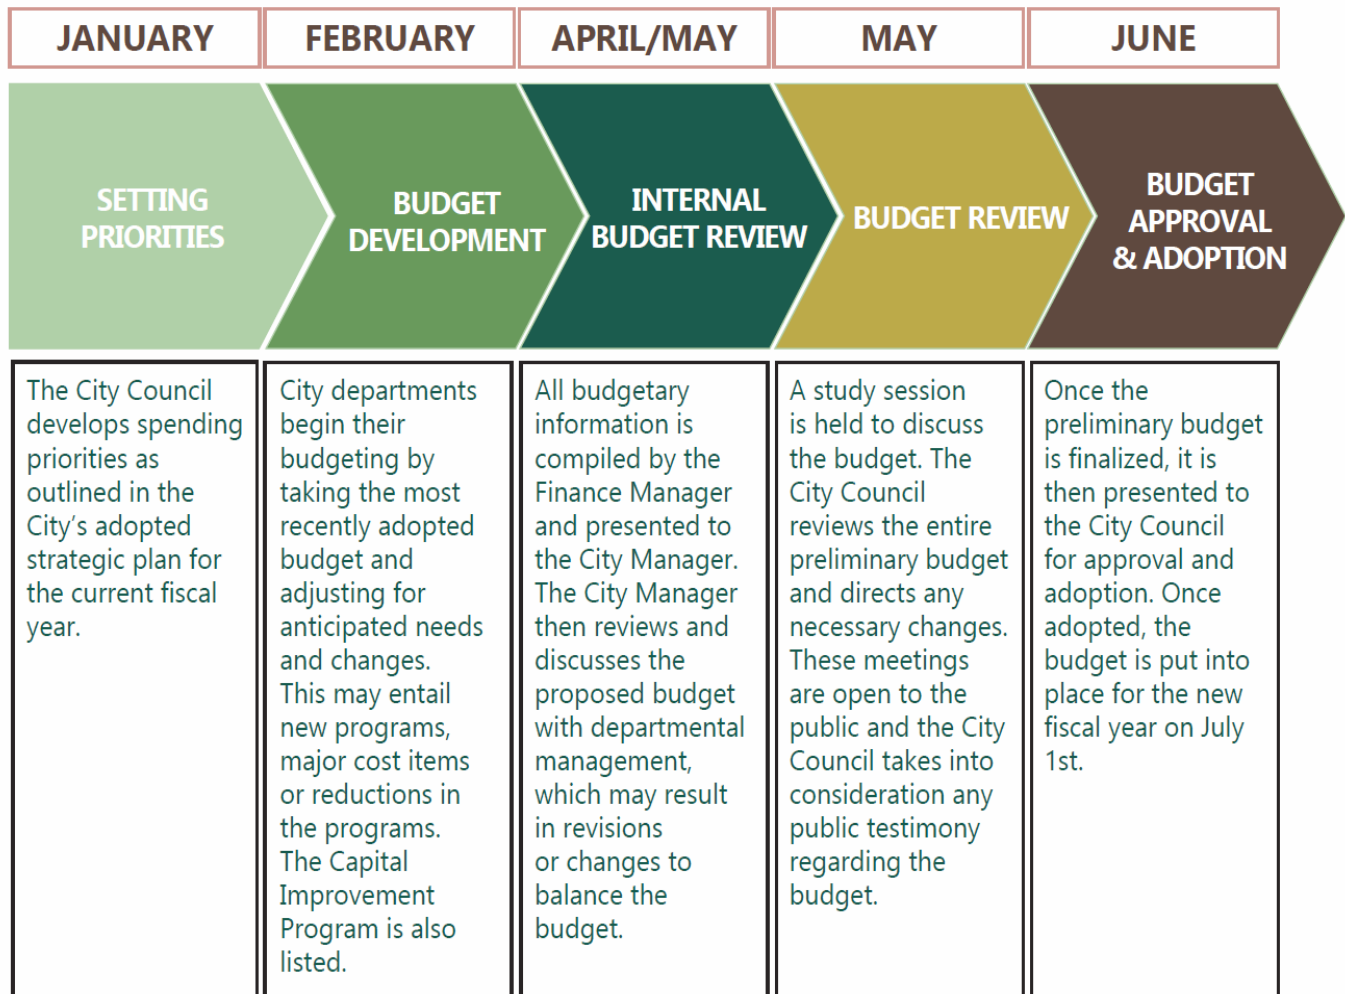 JANUARY
FEBRUARY
APRIL/MAY
MAY
JUNE
SETTING
PRIORITIES
BUDGET
DEVELOPMENT
INTERNAL
BUDGET REVIEW
BUDGET REVIEW
BUDGET
APPROVAL
& ADOPTION
The City Council
develops spending
priorities as
outlined in the
City's adopted
strategic plan for
the current fiscal
year.
City departments
begin their
budgeting by
taking the most
recently adopted
budget and
adjusting for
anticipated needs
and changes.
This may entail
new programs,
major cost items
or reductions in
the programs.
The Capital
Improvement
Program is also
listed.
All budgetary
information is
compiled by the
Finance Manager
and presented to
the City Manager.
The City Manager
then reviews and
discusses the
proposed budget
with departmental
management,
which may result
in revisions
or changes to
balance the
budget.
A study session
is held to discuss
the budget. The
City Council
reviews the entire
preliminary budget
and directs any
necessary changes.
These meetings
are open to the
public and the City
Council takes into
consideration any
public testimony
regarding the
budget.
Once the
preliminary budget
is finalized, it is
then presented to
the City Council
for approval and
adoption. Once
adopted, the
budget is put into
place for the new
fiscal year on July
1st.